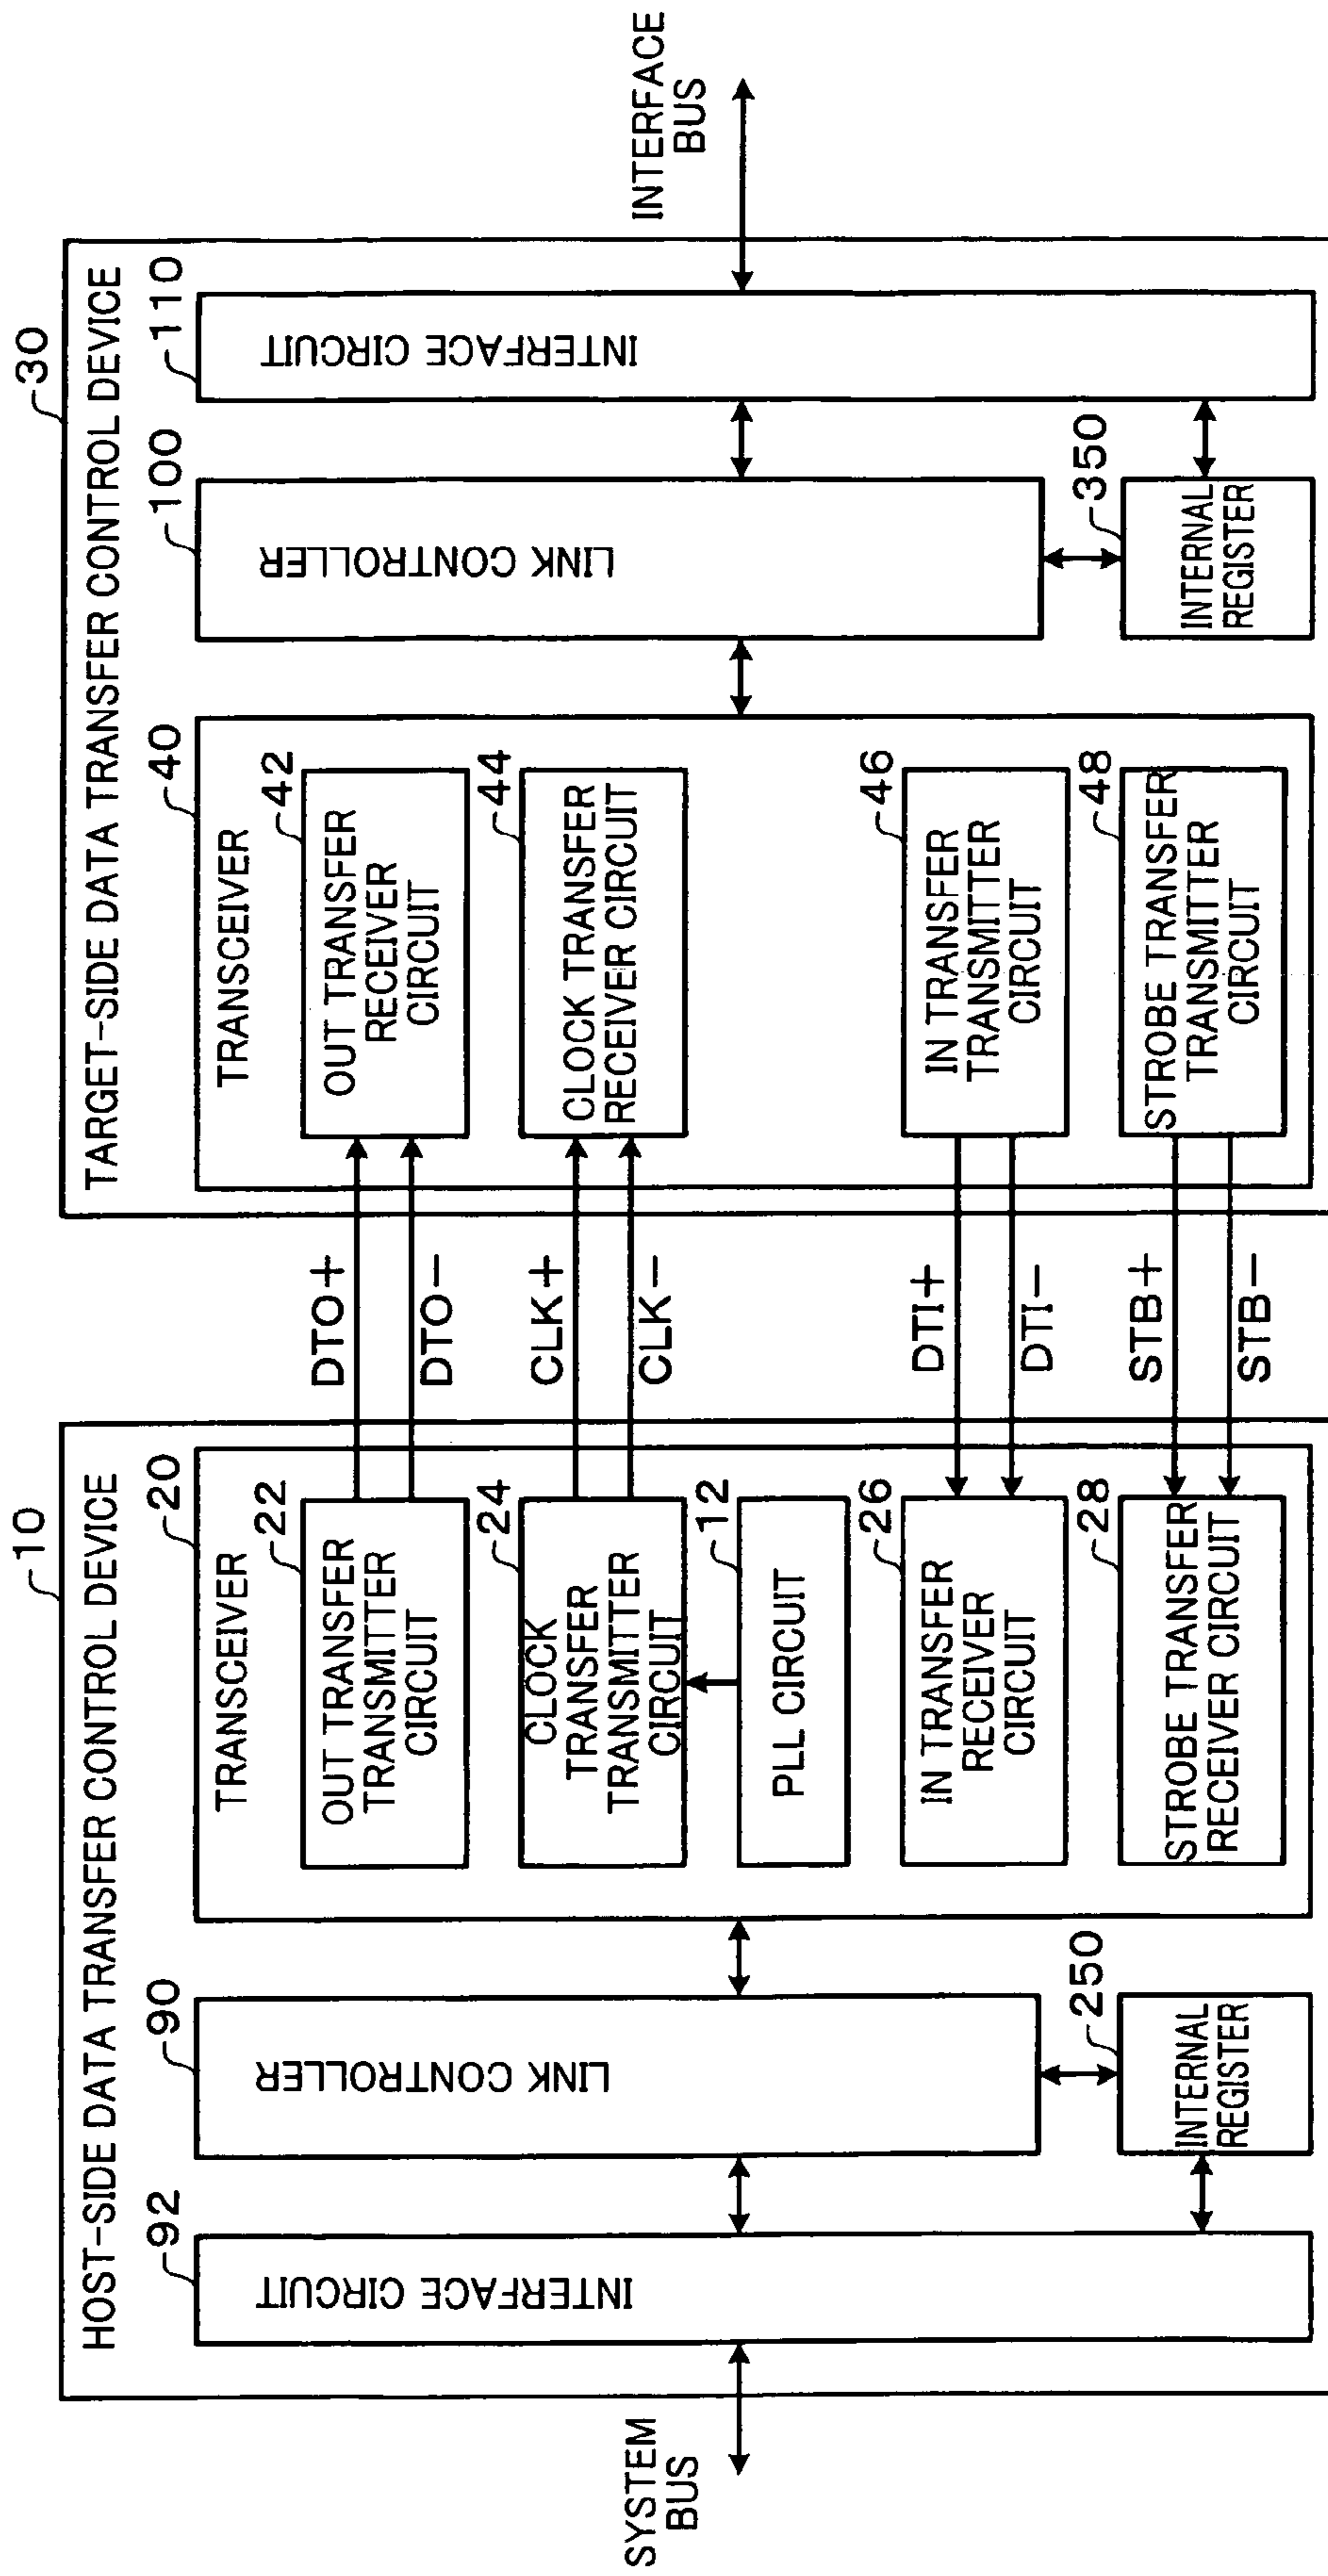 10
HOST-SIDE DATA TRANSFER CONTROL DEVICE
SYSTEM
BUS
92
INTERFACE CIRCUIT
90
LINK CONTROLLER
250
INTERNAL
REGISTER
20
TRANSCEIVER
22
OUT TRANSFER
TRANSMITTER
CIRCUIT
24
CLOCK
TRANSFER
TRANSMITTER
CIRCUIT
12
PLL CIRCUIT
26
IN TRANSFER
RECEIVER
CIRCUIT
28
STROBE TRANSFER
RECEIVER CIRCUIT
DTO+
DTO-
CLK+
CLK-
DTI+
DTI-
STB+
STB-
30
TARGET-SIDE DATA TRANSFER CONTROL DEVICE
40
TRANSCEIVER
42
OUT TRANSFER
RECEIVER
CIRCUIT
44
CLOCK TRANSFER
RECEIVER CIRCUIT
46
IN TRANSFER
TRANSMITTER
CIRCUIT
48
STROBE TRANSFER
TRANSMITTER
CIRCUIT
100
LINK CONTROLLER
350
INTERNAL
REGISTER
110
INTERFACE CIRCUIT
INTERFACE
BUS